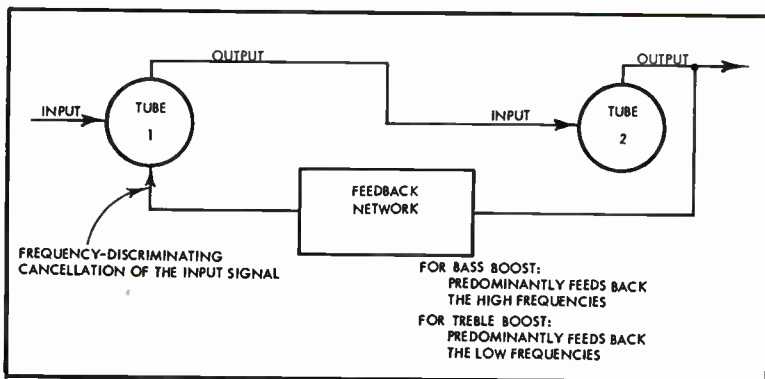 OUTPUT
INPUT
TUBE
1
INPUT
OUTPUT
TUBE
2
FEEDBACK
NETWORK
FREQUENCY-DISCRIMINATING
CANCELLATION OF THE INPUT SIGNAL
FOR BASS BOOST:
PREDOMINANTLY FEEDS BACK
THE HIGH FREQUENCIES
FOR TREBLE BOOST:
PREDOMINANTLY FEEDS BACK
THE LOW FREQUENCIES